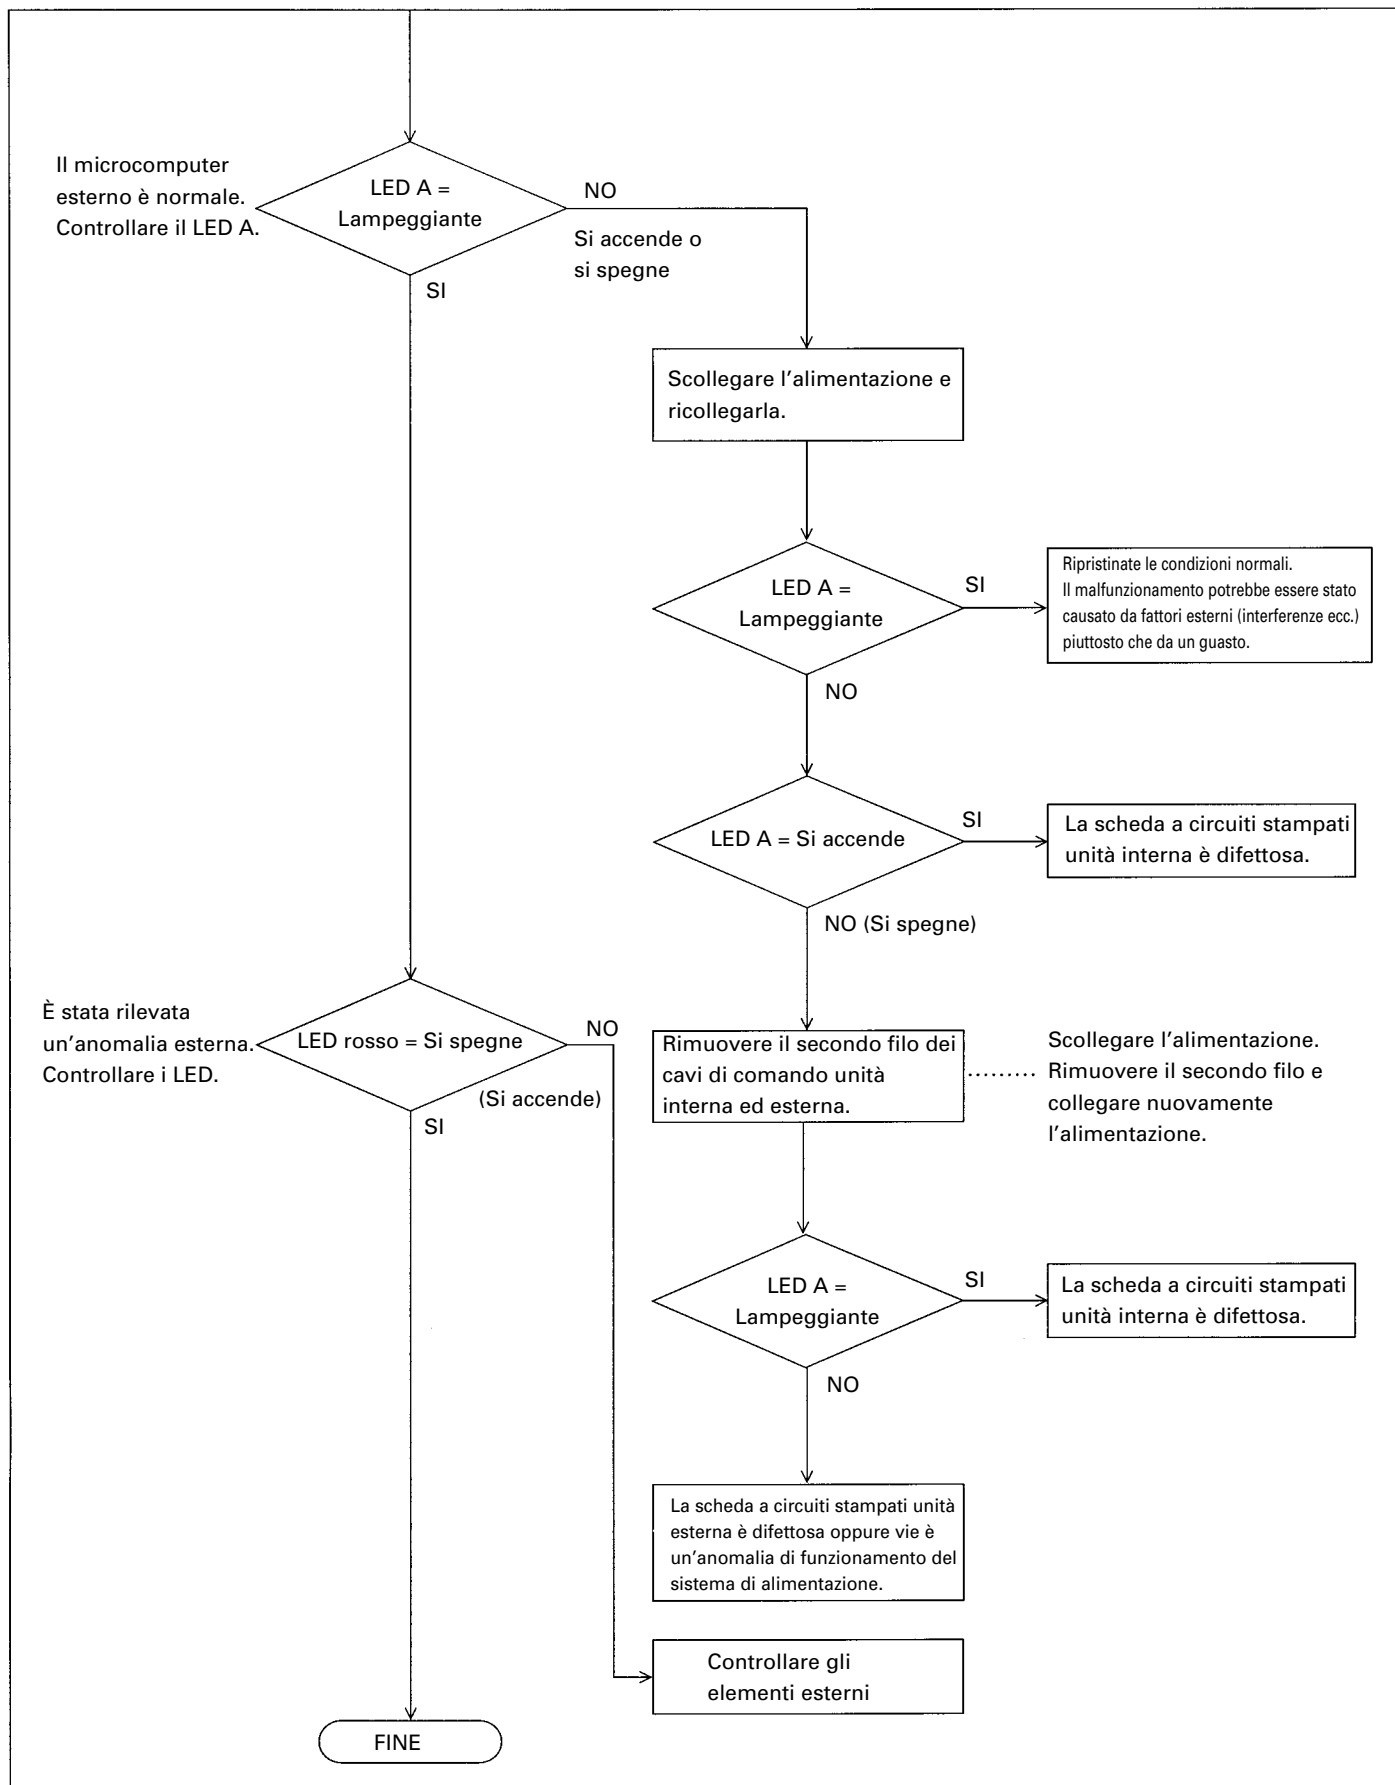 Il microcomputer
esterno è normale.
Controllare il LED A.
LED A =
Lampeggiante
NO
Si accende o
si spegne
SI
Scollegare l'alimentazione e
ricollegarla.
LED A =
Lampeggiante
SI
Ripristinate le condizioni normali.
Il malfunzionamento potrebbe essere stato
causato da fattori esterni (interferenze ecc.)
piuttosto che da un guasto.
NO
LED A = Si accende
SI
La scheda a circuiti stampati
unità interna è difettosa.
NO (Si spegne)
È stata rilevata
un'anomalia esterna.
Controllare i LED.
LED rosso = Si spegne
NO
(Si accende)
SI
Rimuovere il secondo filo dei
cavi di comando unità
interna ed esterna.
Scollegare l'alimentazione.
Rimuovere il secondo filo e
collegare nuovamente
l'alimentazione.
LED A =
Lampeggiante
SI
La scheda a circuiti stampati
unità interna è difettosa.
NO
La scheda a circuiti stampati unità
esterna è difettosa oppure vie è
un'anomalia di funzionamento del
sistema di alimentazione.
Controllare gli
elementi esterni
FINE